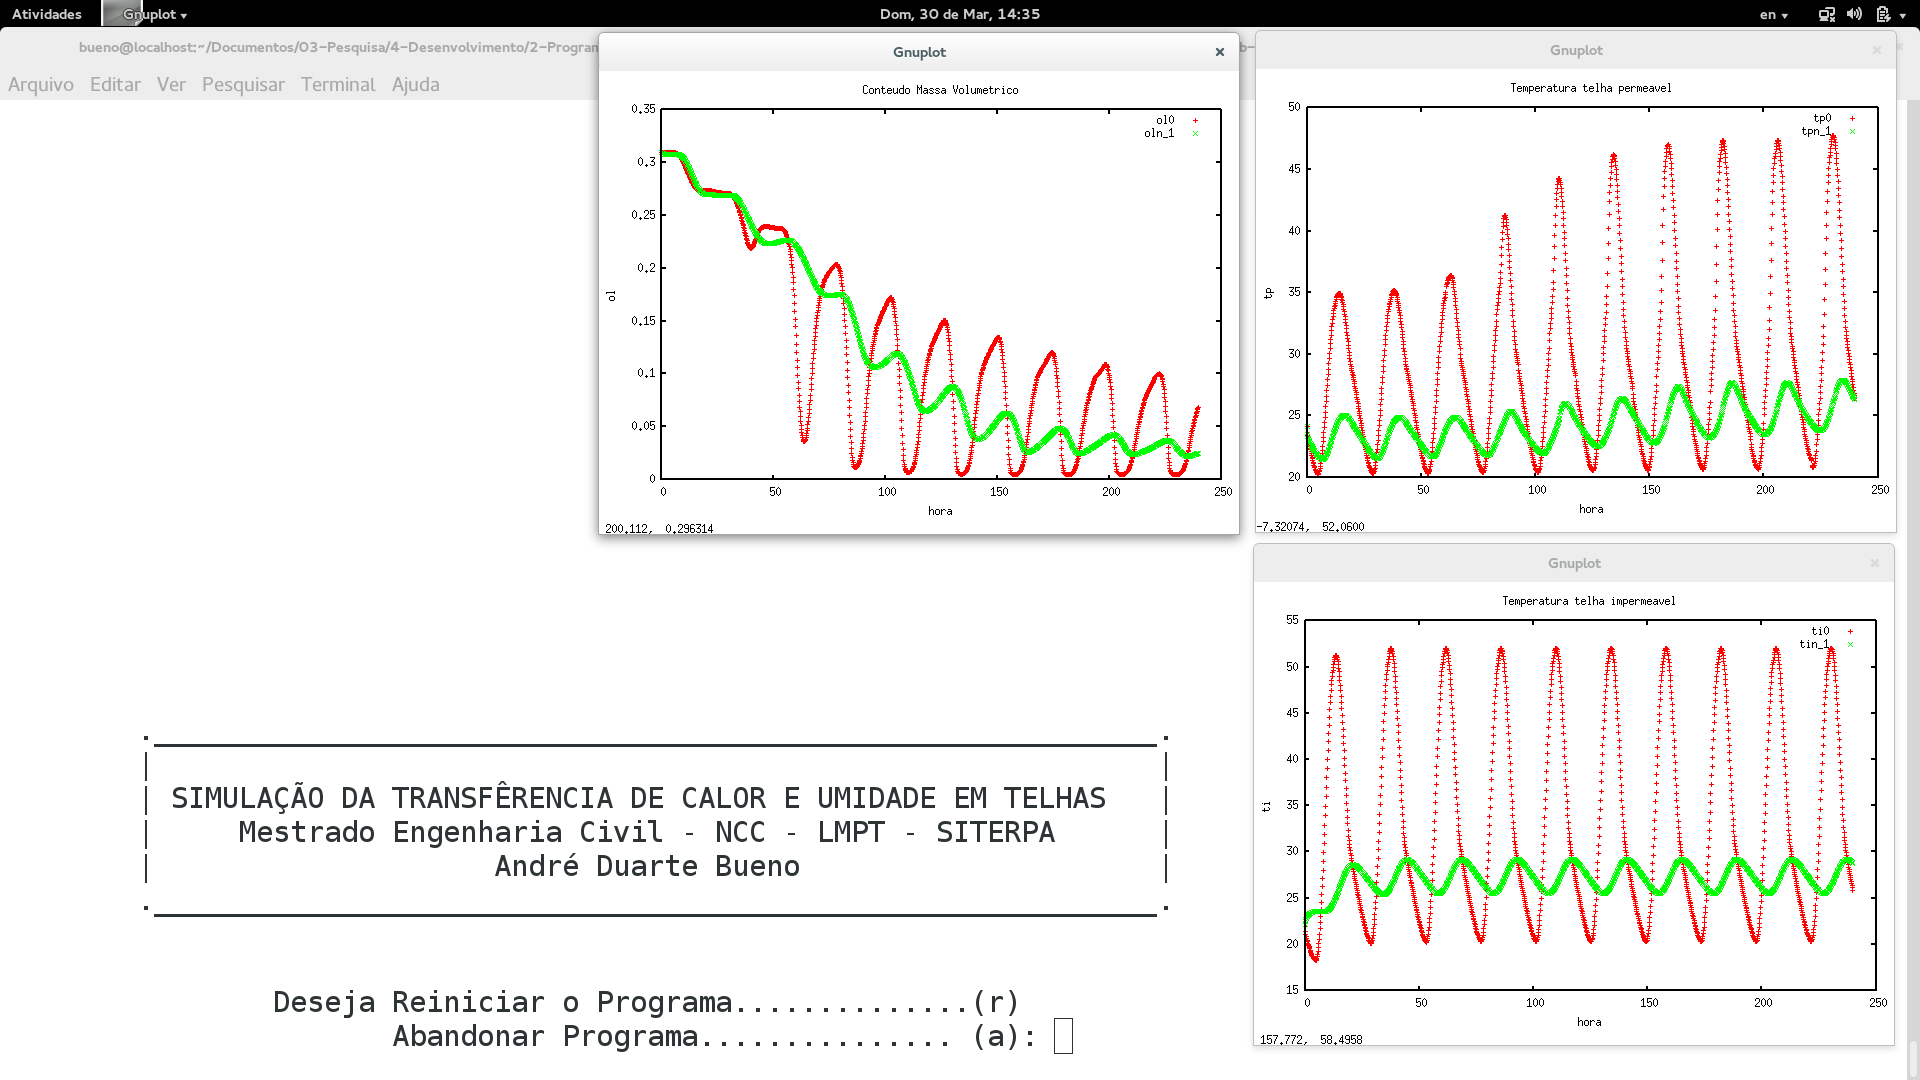 Atividades
Gnuplot
Dom, 30 de Mar, 14:35
en
bueno@localhost:~/Documentos/03-Pesquisa/4-Desenvolvimento/2-Program
Arquivo Editar Ver Pesquisar Terminal Ajuda
Gnuplot
Conteudo Massa Volumetrico
ol0
oln_1
0.35
0.3
0.25
0.2
0.15
0.1
0.05
0
ol
0 50 100 150 200 250
hora
200.112, 0.296314
Gnuplot
Temperatura telha permeavel
tp0
tpn_1
50
45
40
35
30
25
20
tp
0 50 100 150 200 250
hora
-7.32074, 52.0600
Gnuplot
Temperatura telha impermeavel
ti0
tin_1
55
50
45
40
35
30
25
20
15
ti
0 50 100 150 200 250
hora
157.772, 58.4958
SIMULAÇÃO DA TRANSFÊRENCIA DE CALOR E UMIDADE EM TELHAS
Mestrado Engenharia Civil - NCC - LMPT - SITERPA
André Duarte Bueno
Deseja Reiniciar o Programa..............(r)
Abandonar Programa............... (a):